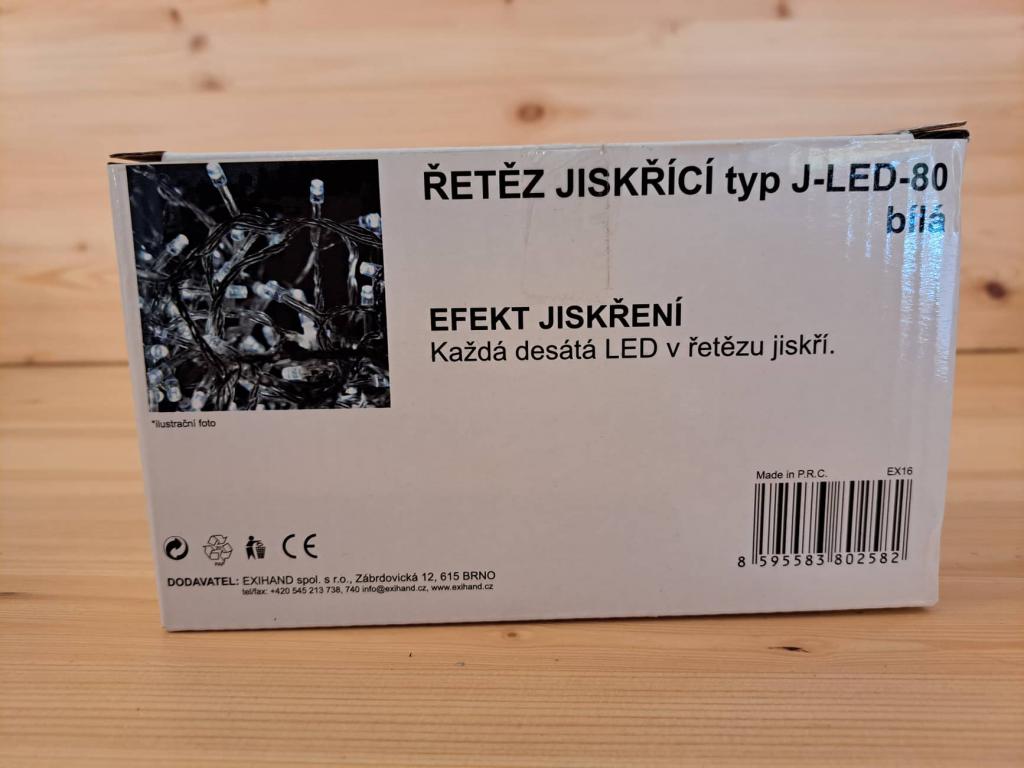 ŘETĚZ JISKŘÍCÍ typ J-LED-80
bílá
EFEKT JISKŘENÍ
Každá desátá LED v řetězu jiskří.
*ilustrační foto
Made in P.R.C. EX16
8 595583 802582
PAP
CE
DODAVATEL: EXIHAND spol. s r.o., Zábrdovická 12, 615 BRNO
tel/fax: +420 545 213 738, 740 info@exihand.cz, www.exihand.cz